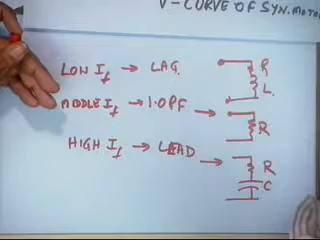 V-CURVE OF SYN. MOTO
LOW If → LAG. R
L
MIDDLE If → 1.0 PF → R
HIGH If → LEAD → R
C